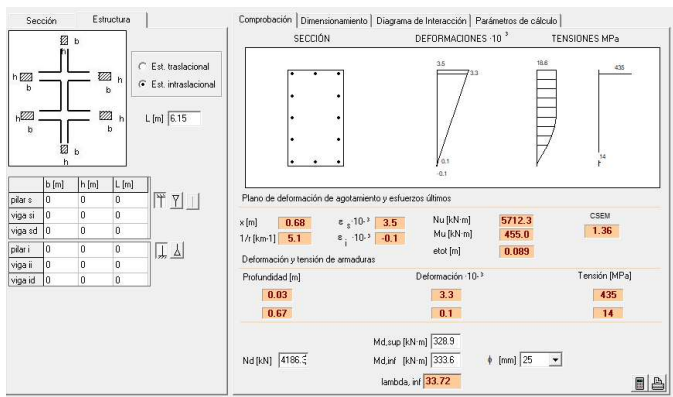 Sección Estructura
b
h
h
b
b
h
h
b
b
b
h
Est. traslacional
Est. intraslacional
L [m] 6.15
b [m] h [m] L [m]
pilar s 0 0 0
viga si 0 0 0
viga sd 0 0 0
pilar i 0 0 0
viga ii 0 0 0
viga id 0 0 0
Comprobación Dimensionamiento Diagrama de Interacción Parámetros de cálculo
SECCIÓN DEFORMACIONES ·10 ³ TENSIONES MPa
3.5
3.3
0.1
-0.1
18.6
435
14
Plano de deformación de agotamiento y esfuerzos últimos
x [m] 0.68 ε s ·10-³ 3.5 Nu [kN·m] 5712.3 CSEM
1/r [km-1] 5.1 ε i ·10-³ -0.1 Mu [kN·m] 455.0 1.36
etot [m] 0.089
Deformación y tensión de armaduras
Profundidad [m] Deformación ·10-³ Tensión [MPa]
0.03 3.3 435
0.67 0.1 14
Md,sup [kN·m] 328.9
Nd [kN] 4186. Md,inf [kN·m] 333.6 ϕ [mm] 25
lambda, inf 33.72